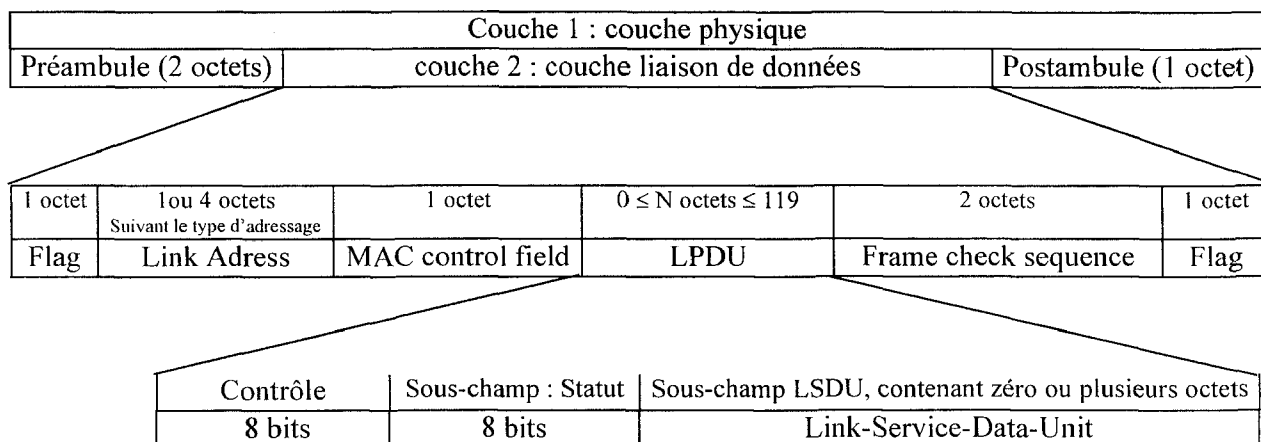 Couche 1 : couche physique
Préambule (2 octets) couche 2 : couche liaison de données Postambule (1 octet)
1 octet 1ou 4 octets 1 octet 0 ≤ N octets ≤ 119 2 octets 1 octet
Suivant le type d'adressage
Flag Link Adress MAC control field LPDU Frame check sequence Flag
Contrôle Sous-champ : Statut Sous-champ LSDU, contenant zéro ou plusieurs octets
8 bits 8 bits Link-Service-Data-Unit